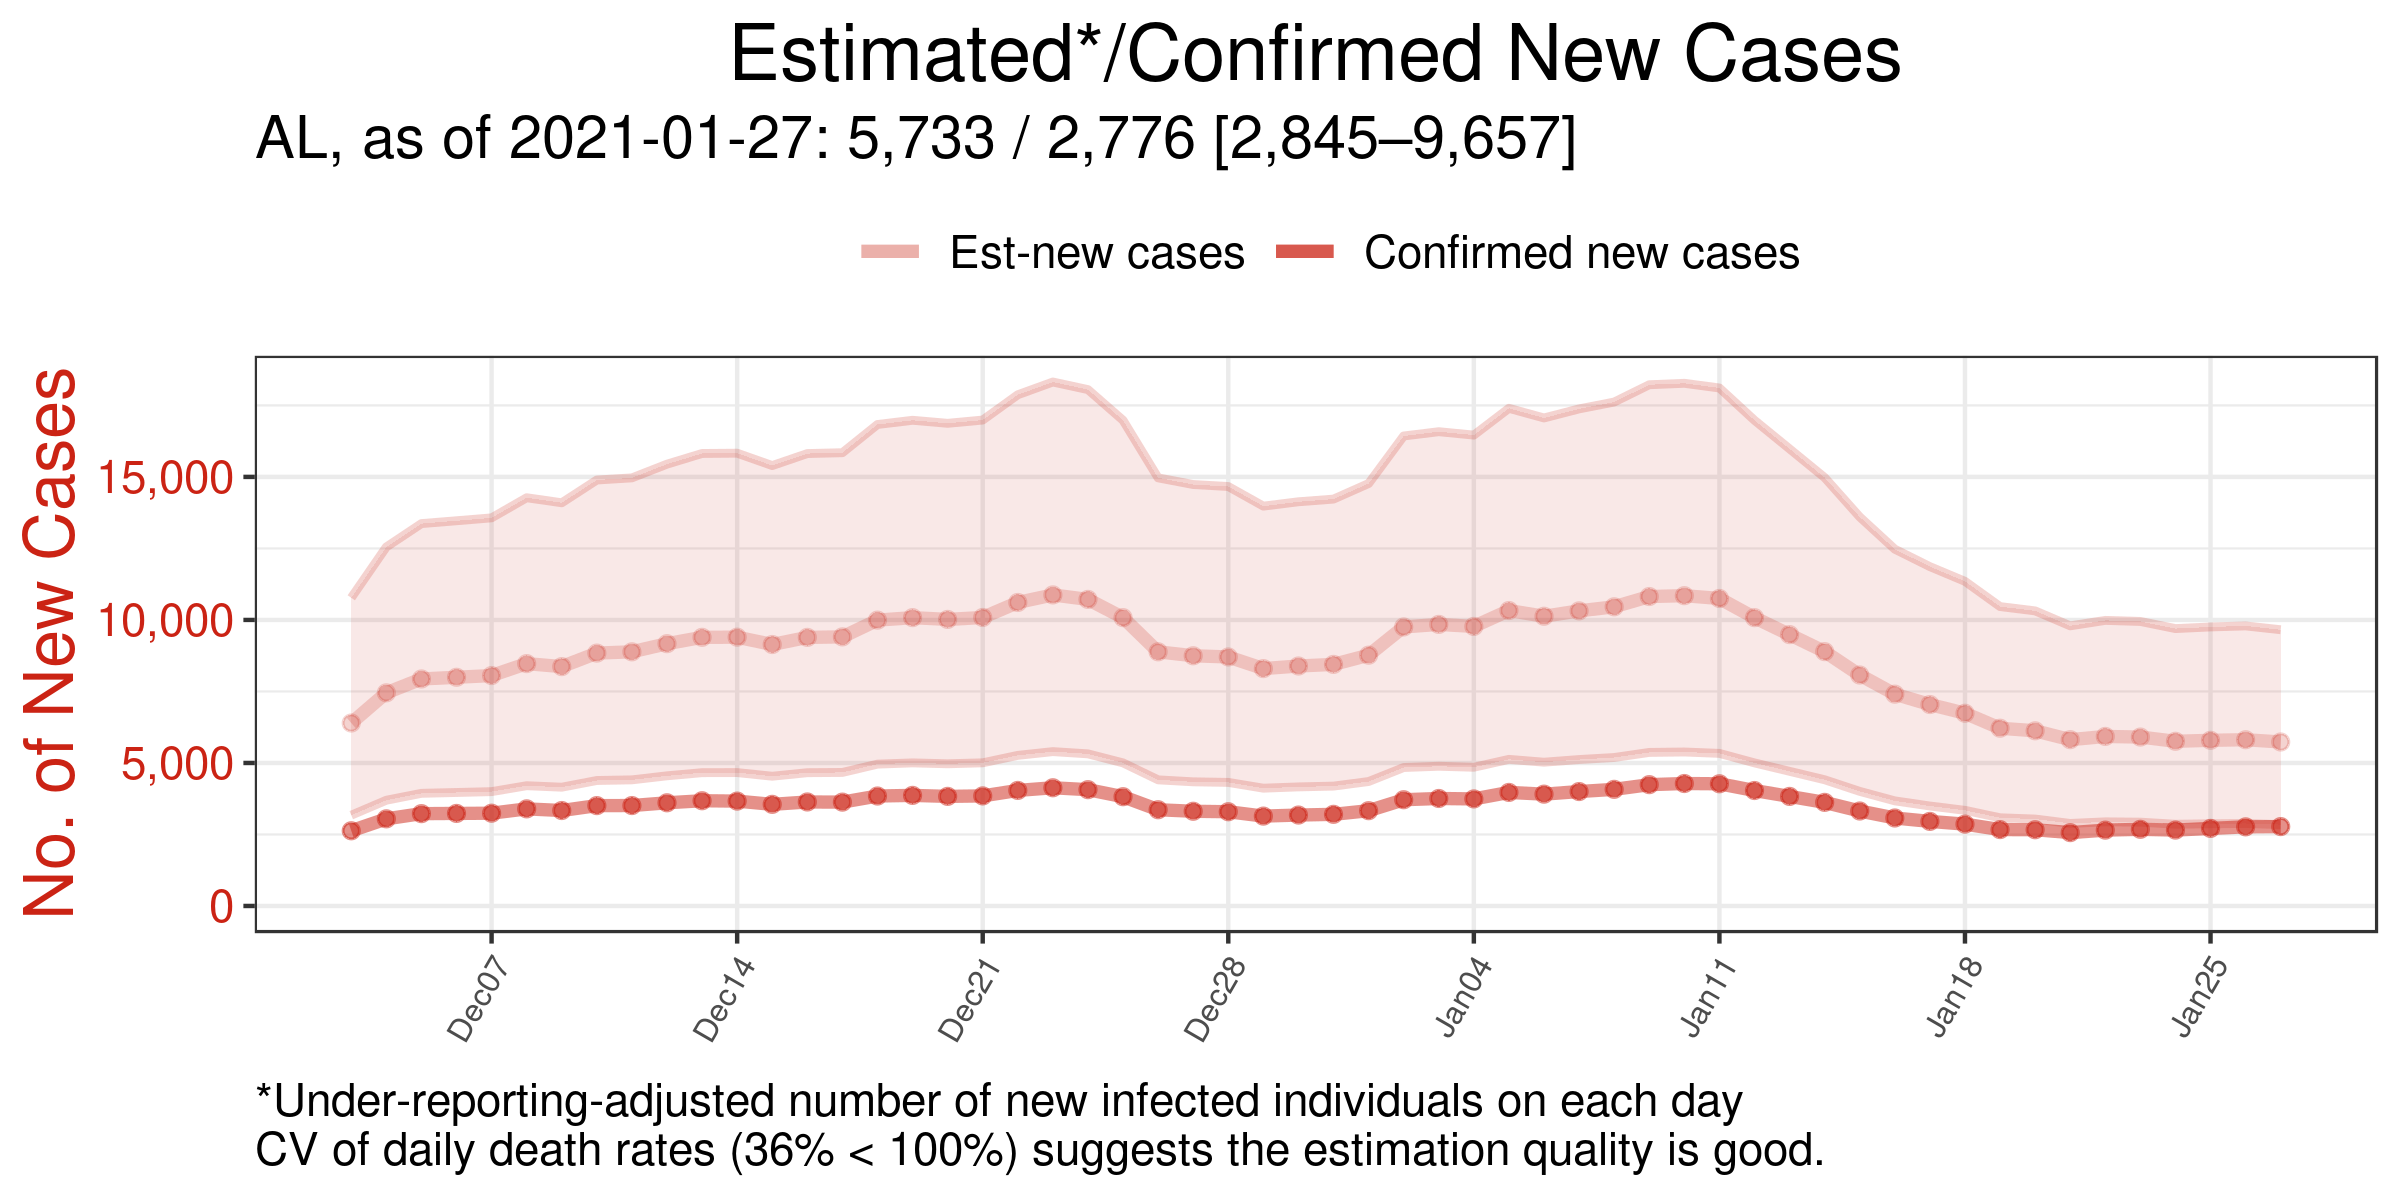 Estimated*/Confirmed New Cases
AL, as of 2021-01-27: 5,733 / 2,776 [2,845–9,657]
Est-new cases
Confirmed new cases
No. of New Cases
15,000
10,000
5,000
0
Dec07
Dec14
Dec21
Dec28
Jan04
Jan11
Jan18
Jan25
*Under-reporting-adjusted number of new infected individuals on each day
CV of daily death rates (36% < 100%) suggests the estimation quality is good.